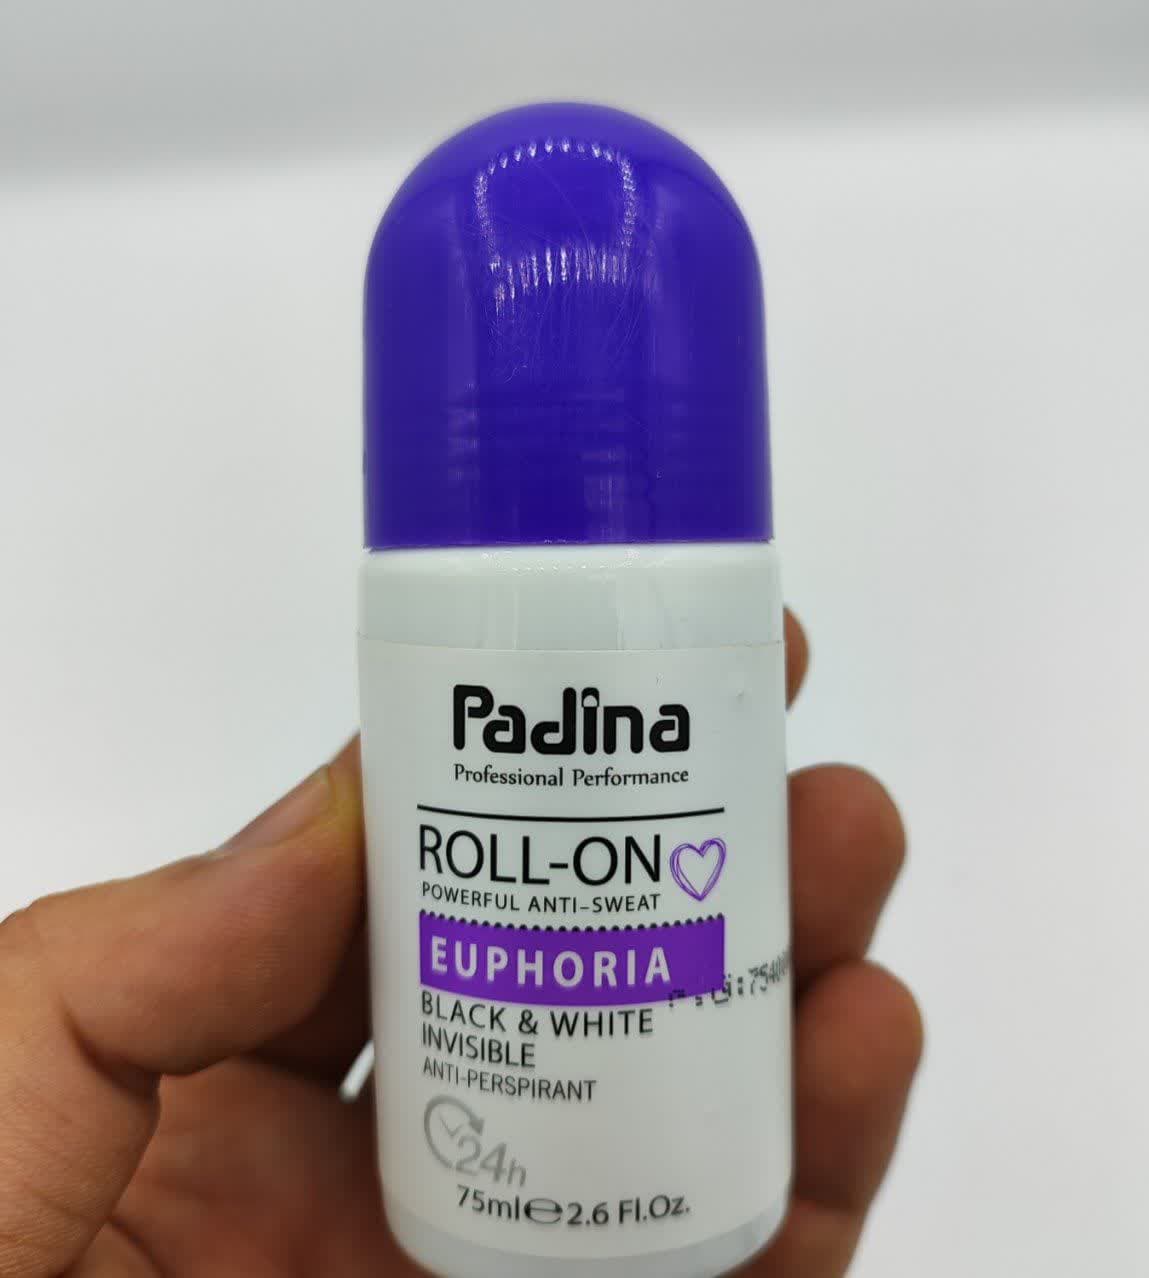 Padina
Professional Performance
ROLL-ON
POWERFUL ANTI-SWEAT
EUPHORIA
BLACK & WHITE
INVISIBLE
ANTI-PERSPIRANT
24h
75ml℮2.6 Fl.Oz.